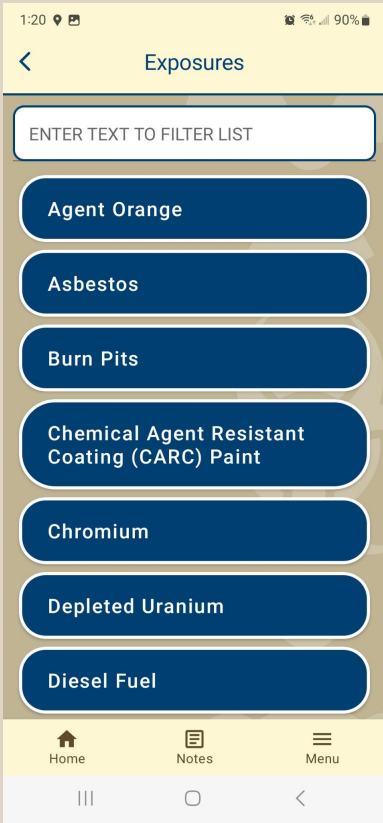 1:20
90%
Exposures
ENTER TEXT TO FILTER LIST
Agent Orange
Asbestos
Burn Pits
Chemical Agent Resistant
Coating (CARC) Paint
Chromium
Depleted Uranium
Diesel Fuel
Home
Notes
Menu